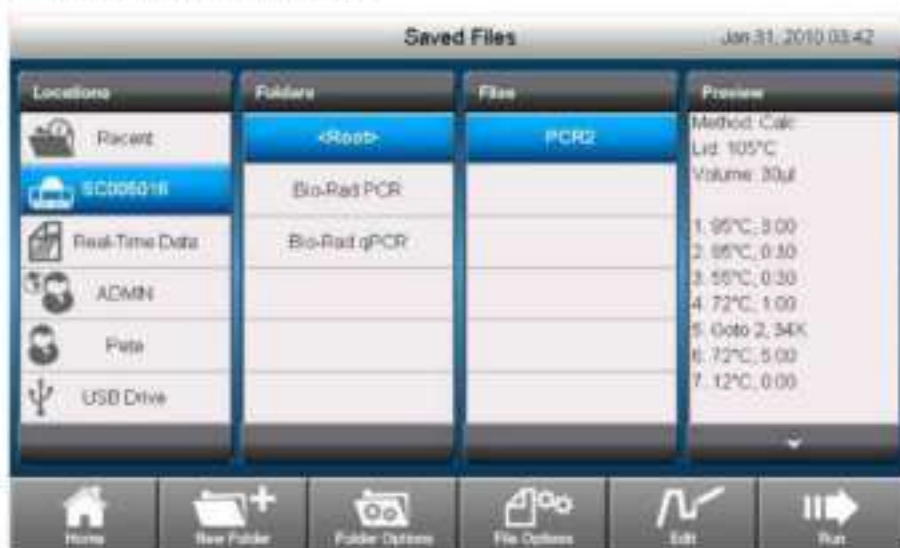 Saved Files
Jan 31, 2010 03:42
Locations
Folders
Files
Preview
Recent
SC005016
Real-Time Data
ADMIN
Pete
USB Drive
<Root>
Bio-Rad PCR
Bio-Rad qPCR
PCR2
Method: Calc
Lid: 105°C
Volume: 30µl
1. 95°C, 3:00
2. 95°C, 0:30
3. 55°C, 0:30
4. 72°C, 1:00
5. Goto 2, 34X
6. 72°C, 5:00
7. 12°C, 0:00
Home
New Folder
Folder Options
File Options
Edit
Run